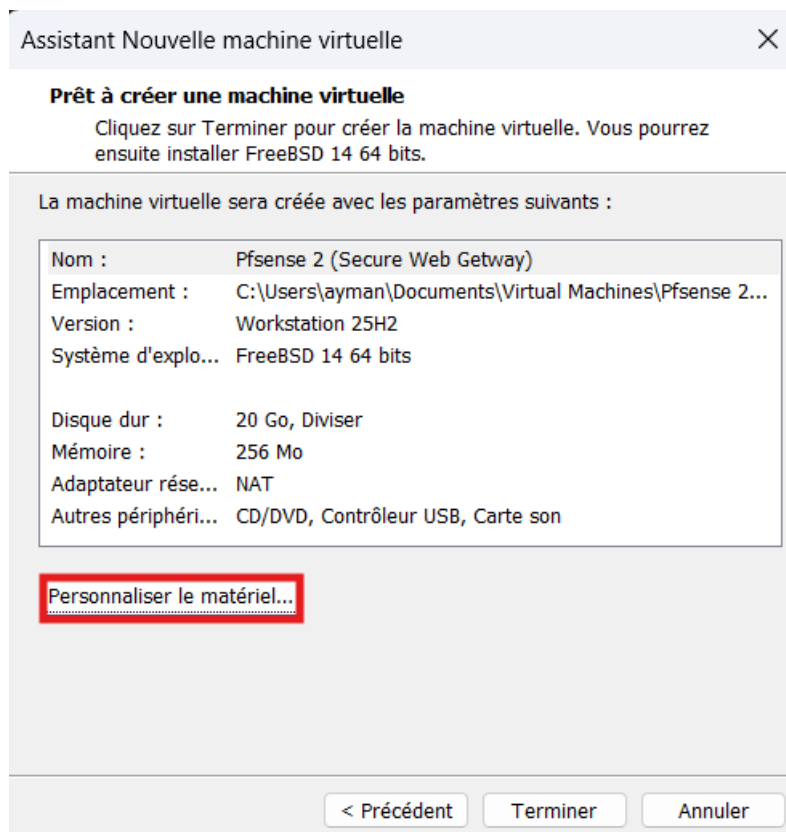 Assistant Nouvelle machine virtuelle
Prêt à créer une machine virtuelle
Cliquez sur Terminer pour créer la machine virtuelle. Vous pourrez
ensuite installer FreeBSD 14 64 bits.
La machine virtuelle sera créée avec les paramètres suivants :
Nom : Pfsense 2 (Secure Web Getway)
Emplacement : C:\Users\ayman\Documents\Virtual Machines\Pfsense 2...
Version : Workstation 25H2
Système d'explo... FreeBSD 14 64 bits
Disque dur : 20 Go, Diviser
Mémoire : 256 Mo
Adaptateur rése... NAT
Autres périphéri... CD/DVD, Contrôleur USB, Carte son
Personnaliser le matériel...
< Précédent Terminer Annuler